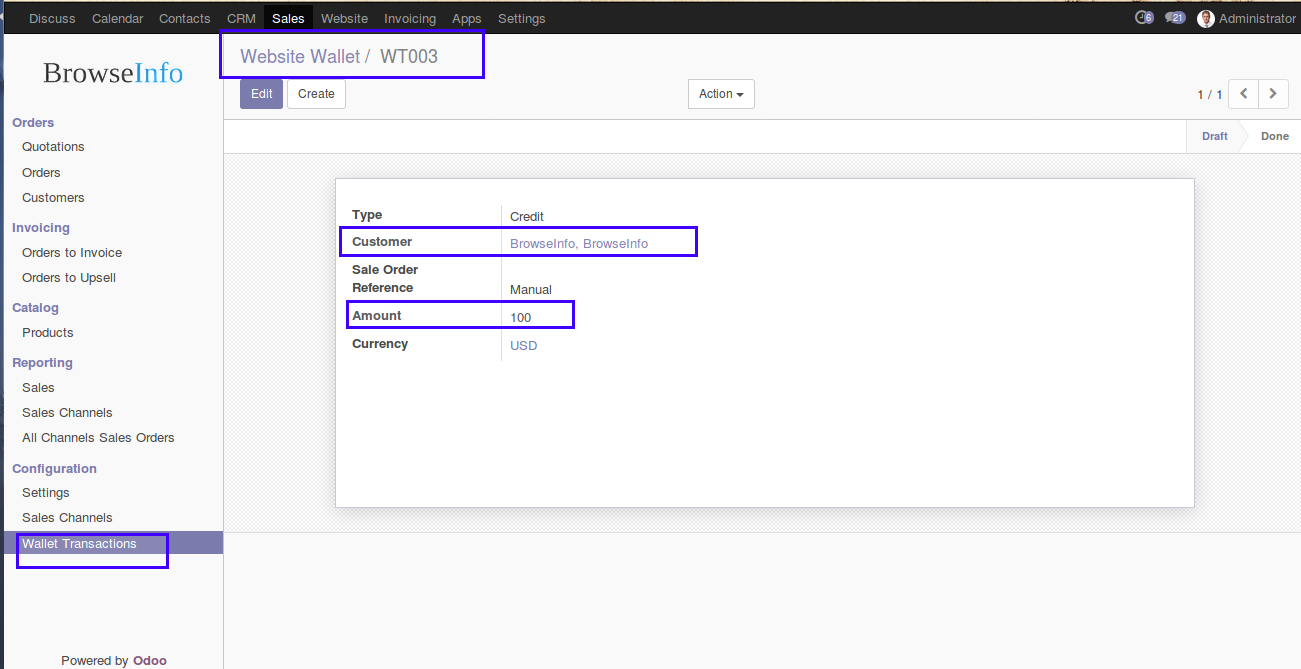 Discuss Calendar Contacts CRM Sales Website Invoicing Apps Settings 6 21 Administrator
BrowseInfo
Website Wallet / WT003
Edit Create Action 1 / 1
Draft Done
Orders
Quotations
Orders
Customers
Invoicing
Orders to Invoice
Orders to Upsell
Catalog
Products
Reporting
Sales
Sales Channels
All Channels Sales Orders
Configuration
Settings
Sales Channels
Wallet Transactions
Powered by Odoo
Type Credit
Customer BrowseInfo, BrowseInfo
Sale Order
Reference Manual
Amount 100
Currency USD